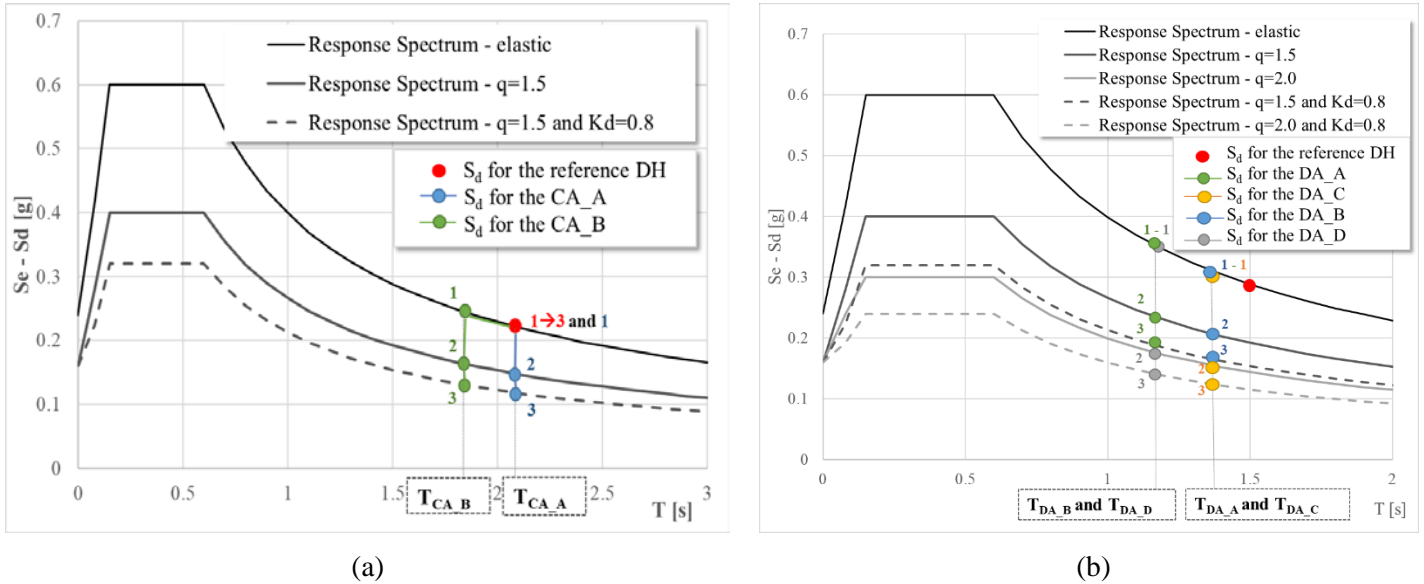 0.7
0.6
0.5
0.4
0.3
0.2
0.1
0
Se - Sd [g]
Response Spectrum - elastic
Response Spectrum - q=1.5
Response Spectrum - q=1.5 and Kd=0.8
S_d for the reference DH
S_d for the CA_A
S_d for the CA_B
1
1→3 and 1
2
2
3
3
0
0.5
1
1.5
2
2.5
3
T_CA_B
T_CA_A
T [s]
(a)
0.7
0.6
0.5
0.4
0.3
0.2
0.1
0
Se - Sd [g]
Response Spectrum - elastic
Response Spectrum - q=1.5
Response Spectrum - q=2.0
Response Spectrum - q=1.5 and Kd=0.8
Response Spectrum - q=2.0 and Kd=0.8
S_d for the reference DH
S_d for the DA_A
S_d for the DA_C
S_d for the DA_B
S_d for the DA_D
1 - 1
1 - 1
2
2
3
3
2
2
3
3
0
0.5
1
1.5
2
T_DA_B and T_DA_D
T_DA_A and T_DA_C
T [s]
(b)